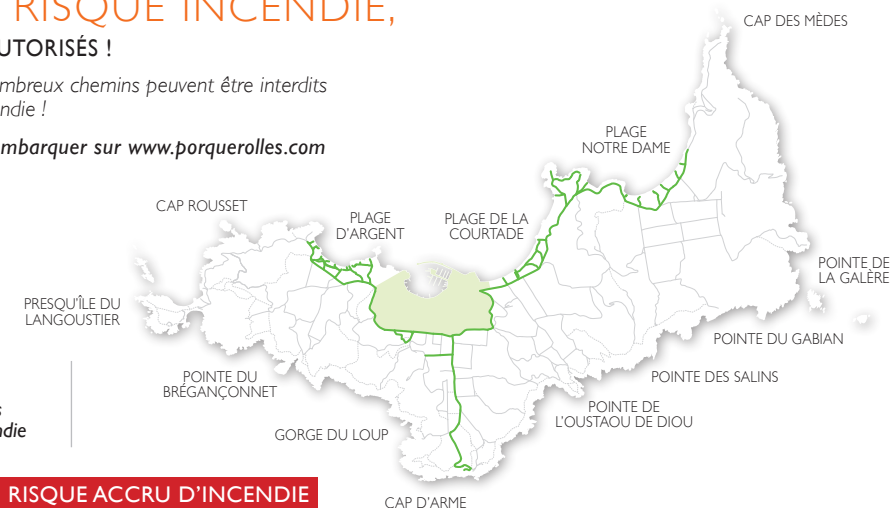 RISQUE INCENDIE,
UTORISÉS !
mbreux chemins peuvent être interdits
ndie !
mbarquer sur www.porquerolles.com
CAP DES MÈDES
PLAGE
NOTRE DAME
CAP ROUSSET
PLAGE
D'ARGENT
PLAGE DE LA
COURTADE
POINTE DE
LA GALÈRE
PRESQU'ÎLE DU
LANGOUSTIER
POINTE DU GABIAN
POINTE DU
BRÉGANÇONNET
POINTE DES SALINS
POINTE DE
L'OUSTAOU DE DIOU
s
ndie
GORGE DU LOUP
RISQUE ACCRU D'INCENDIE
CAP D'ARME